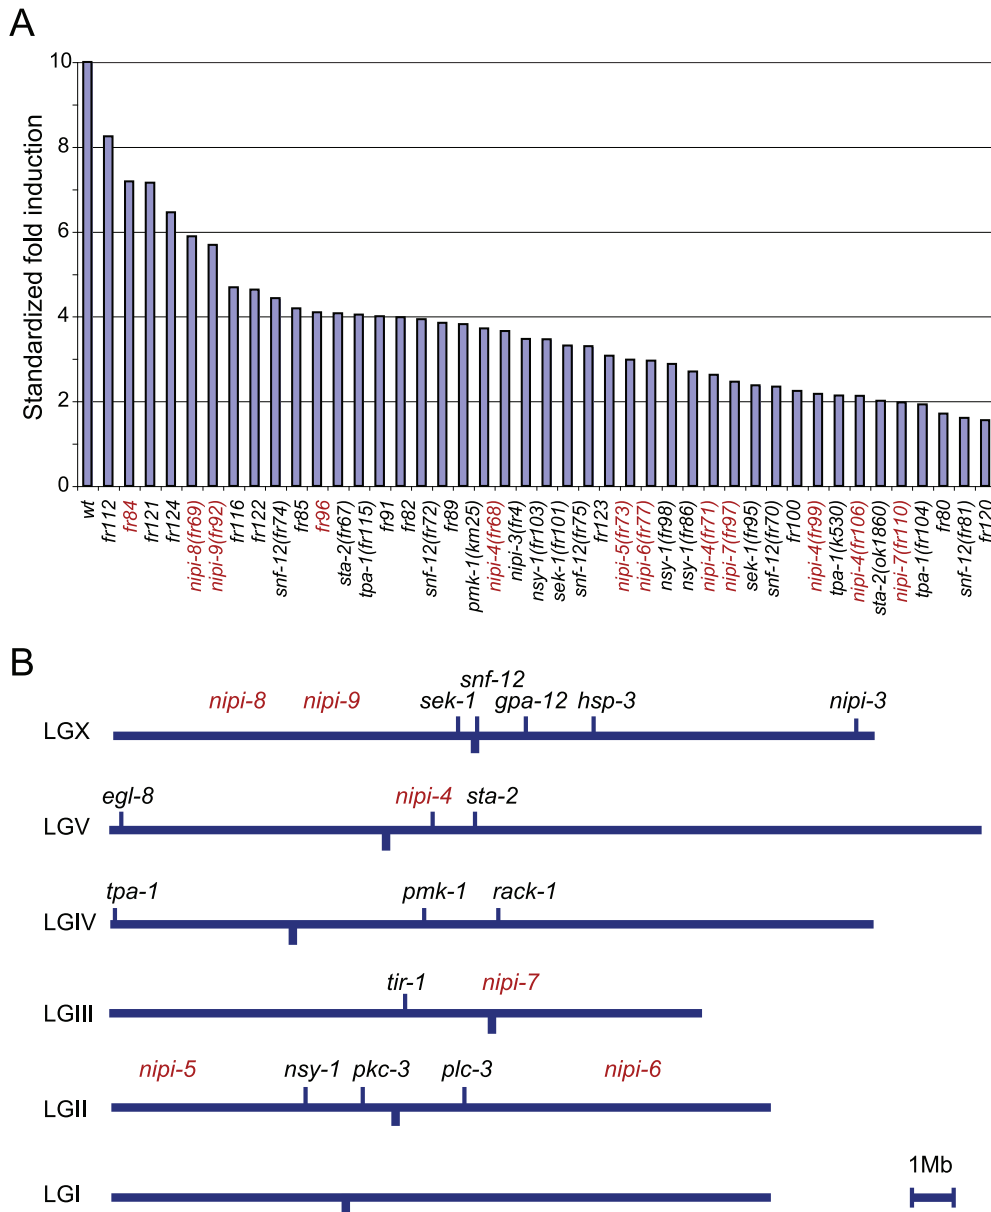 A
Standardized fold induction
10
8
6
4
2
0
wt
fr112
fr84
fr121
fr124
nipi-8(fr69)
nipi-9(fr92)
fr116
fr122
snf-12(fr74)
fr85
fr96
sta-2(fr67)
tpa-1(fr115)
fr91
fr82
snf-12(fr72)
fr89
pmk-1(km25)
nipi-4(fr68)
nipi-3(fr4)
nsy-1(fr103)
sek-1(fr101)
snf-12(fr75)
fr123
nipi-5(fr73)
nipi-6(fr77)
nsy-1(fr98)
nsy-1(fr86)
nipi-4(fr71)
nipi-7(fr97)
sek-1(fr95)
snf-12(fr70)
fr100
nipi-4(fr99)
tpa-1(k530)
nipi-4(fr106)
sta-2(ok1860)
nipi-7(fr110)
tpa-1(fr104)
fr80
snf-12(fr81)
fr120
B
snf-12
nipi-8 nipi-9 sek-1 gpa-12 hsp-3 nipi-3
LGX
egl-8 nipi-4 sta-2
LGV
tpa-1 pmk-1 rack-1
LGIV
tir-1 nipi-7
LGIII
nipi-5 nsy-1 pkc-3 plc-3 nipi-6
LGII
1Mb
LGI